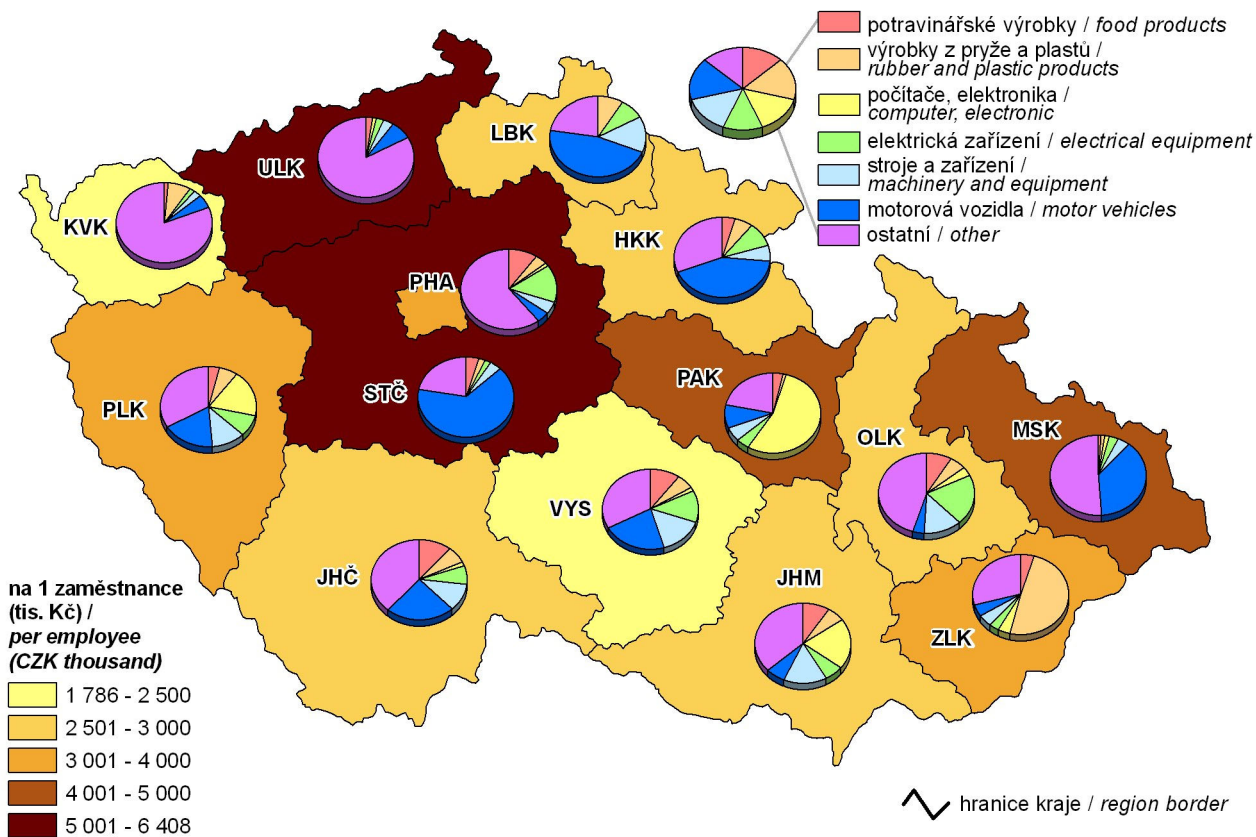 potravinářské výrobky / food products
výrobky z pryže a plastů /
rubber and plastic products
počítače, elektronika /
computer, electronic
elektrická zařízení / electrical equipment
stroje a zařízení /
machinery and equipment
motorová vozidla / motor vehicles
ostatní / other
LBK
ULK
KVK
HKK
PHA
STČ
PAK
PLK
OLK
MSK
VYS
JHČ
JHM
ZLK
na 1 zaměstnance
(tis. Kč) /
per employee
(CZK thousand)
1 786 - 2 500
2 501 - 3 000
3 001 - 4 000
4 001 - 5 000
5 001 - 6 408
hranice kraje / region border